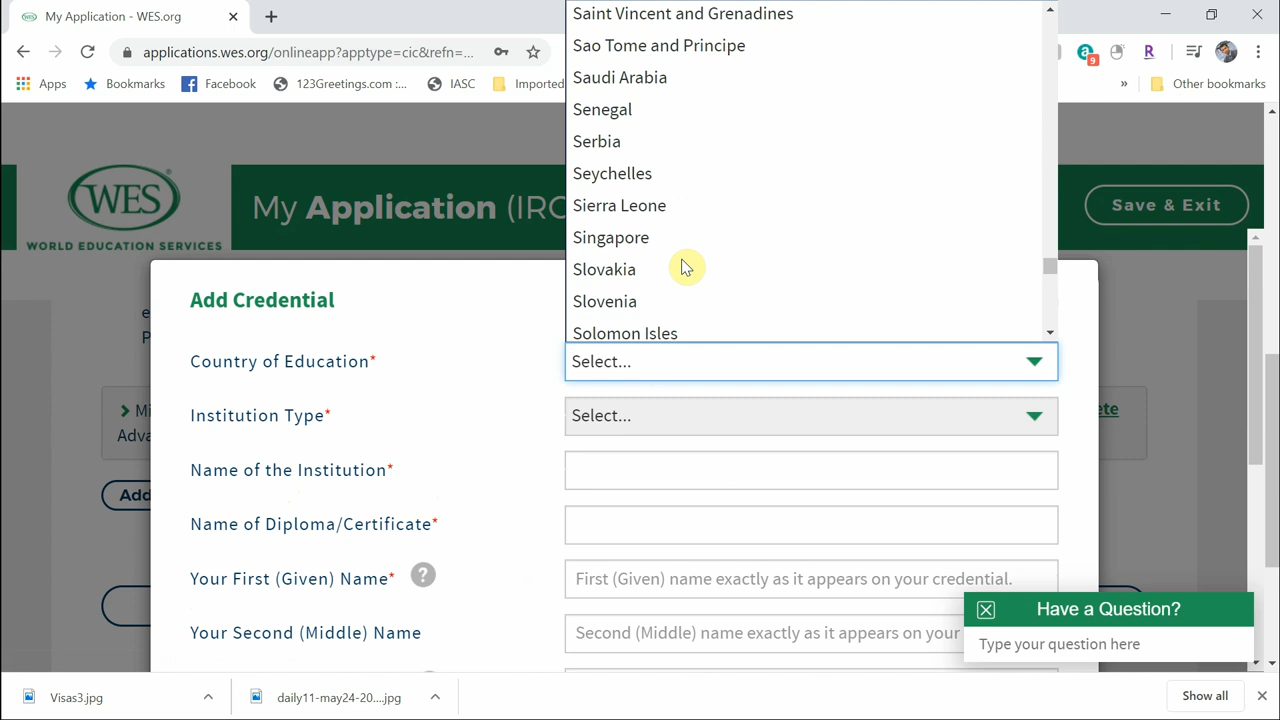 My Application - WES.org
applications.wes.org/onlineapp?apptype=cic&refn=...
9
R
Apps
Bookmarks
Facebook
123Greetings.com :...
IASC
Imported
»
Other bookmarks
Saint Vincent and Grenadines
Sao Tome and Principe
Saudi Arabia
Senegal
Serbia
Seychelles
Sierra Leone
Singapore
Slovakia
Slovenia
Solomon Isles
WES
WORLD EDUCATION SERVICES
My Application (IRC
Save & Exit
Add Credential
Country of Education*
Select...
Institution Type*
Select...
Name of the Institution*
Name of Diploma/Certificate*
Your First (Given) Name*
?
First (Given) name exactly as it appears on your credential.
Your Second (Middle) Name
Second (Middle) name exactly as it appears on your
Adva
Add
Have a Question?
Type your question here
Visas3.jpg
daily11-may24-20....jpg
Show all